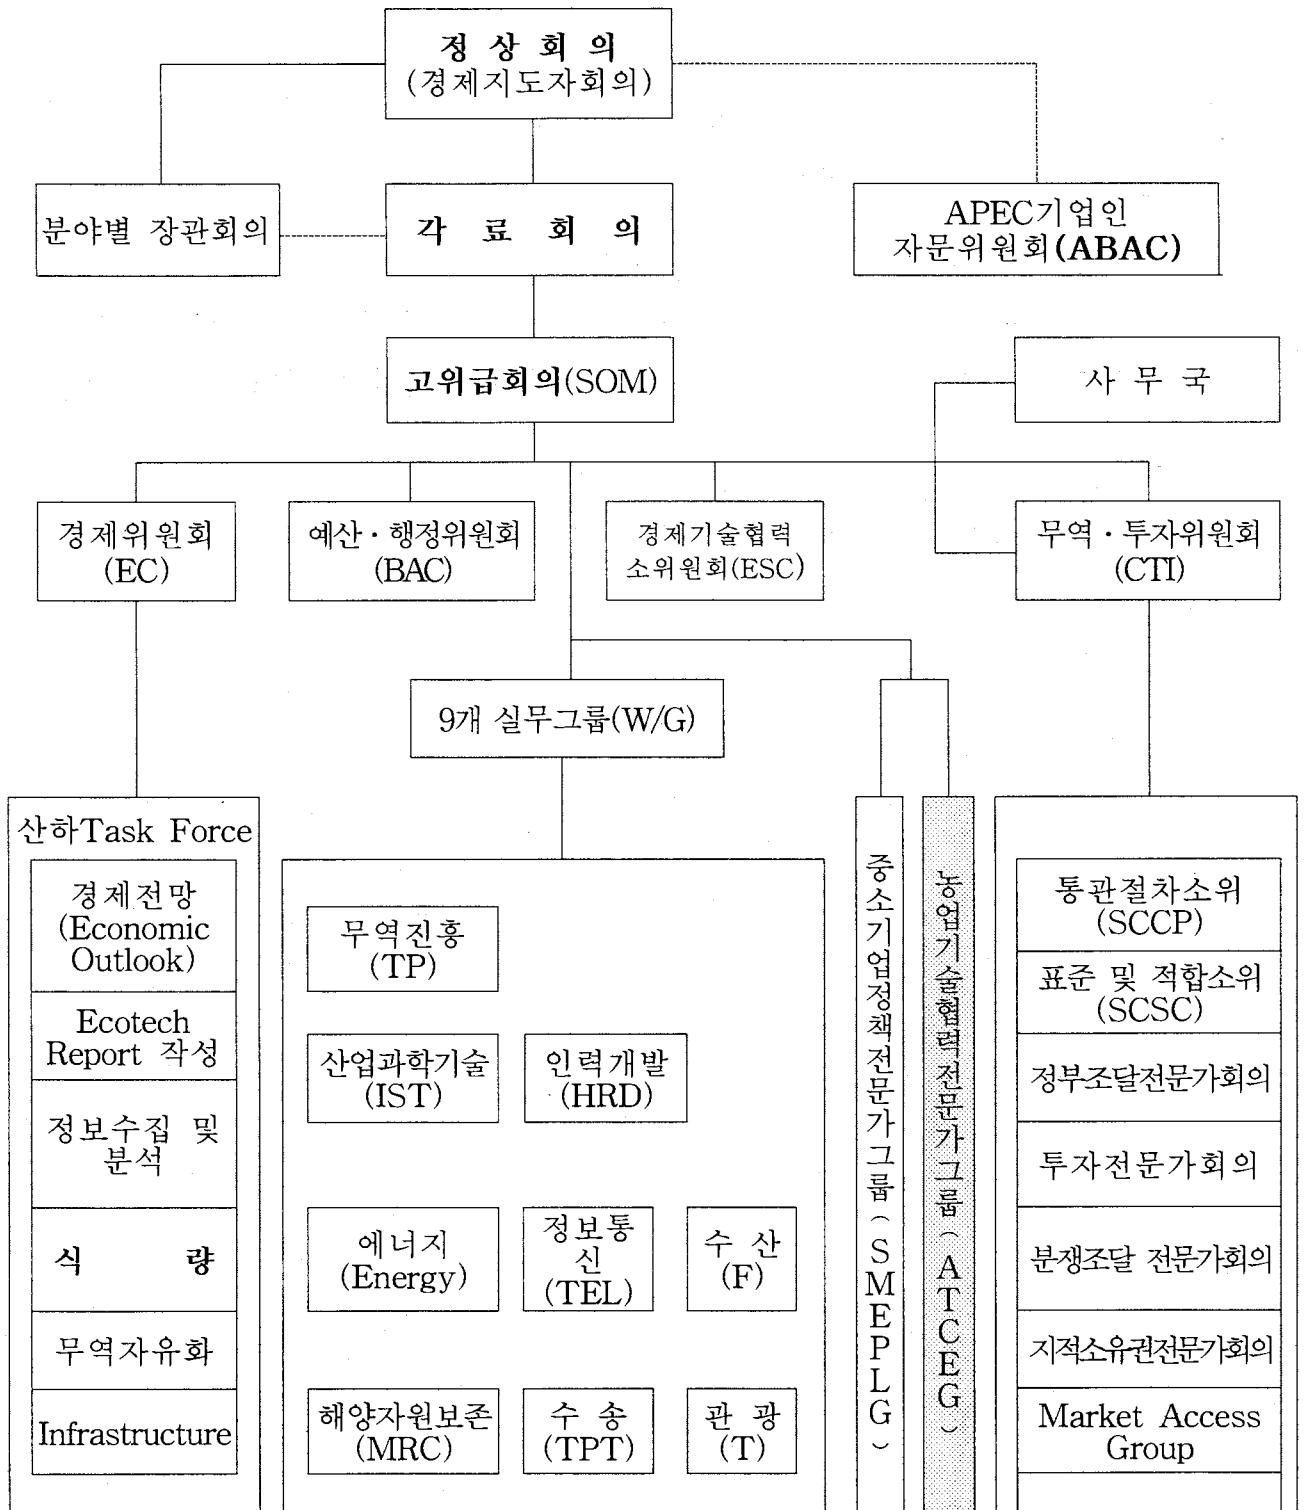 정 상 회 의
(경제지도자회의)
분야별 장관회의
각 료 회 의
APEC기업인
자문위원회(ABAC)
고위급회의(SOM)
사 무 국
경제위원회
(EC)
예산·행정위원회
(BAC)
경제기술협력
소위원회(ESC)
무역·투자위원회
(CTI)
9개 실무그룹(W/G)
산하Task Force
경제전망
(Economic
Outlook)
Ecotech
Report 작성
정보수집 및
분석
식 량
무역자유화
Infrastructure
무역진흥
(TP)
산업과학기술
(IST)
인력개발
(HRD)
에너지
(Energy)
정보통
신
(TEL)
수 산
(F)
해양자원보존
(MRC)
수 송
(TPT)
관 광
(T)
중소기업정책전문가그룹(SMEPLG)
농업기술협력전문가그룹(ATCEG)
통관절차소위
(SCCP)
표준 및 적합소위
(SCSC)
정부조달전문가회의
투자전문가회의
분쟁조달 전문가회의
지적소유권전문가회의
Market Access
Group